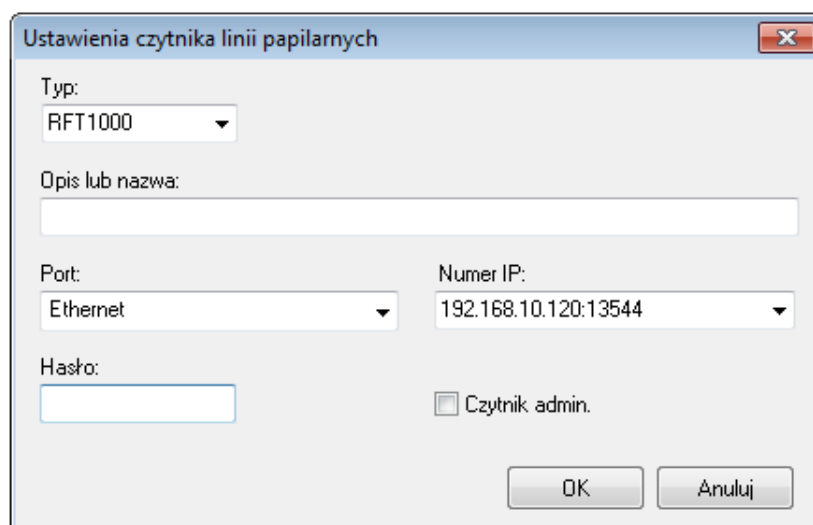 Ustawienia czytnika linii papilarnych
Typ:
RFT1000
Opis lub nazwa:
Port:
Numer IP:
Ethernet
192.168.10.120:13544
Hasło:
Czytnik admin.
OK
Anuluj